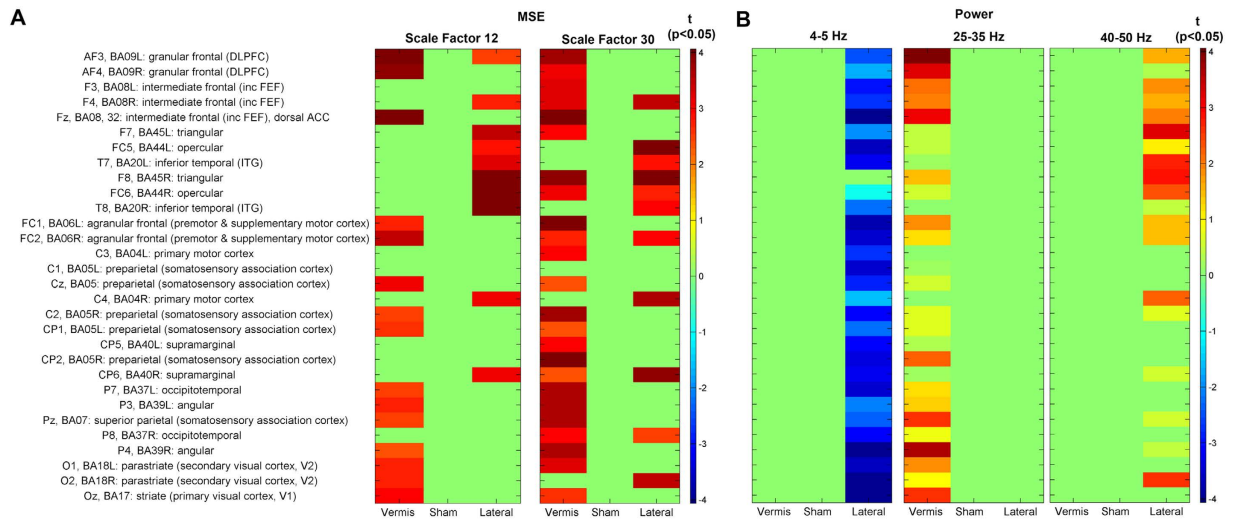 A
MSE
t
(p<0.05)
Scale Factor 12
Scale Factor 30
AF3, BA09L: granular frontal (DLPFC)
AF4, BA09R: granular frontal (DLPFC)
F3, BA08L: intermediate frontal (inc FEF)
F4, BA08R: intermediate frontal (inc FEF)
Fz, BA08, 32: intermediate frontal (inc FEF), dorsal ACC
F7, BA45L: triangular
FC5, BA44L: opercular
T7, BA20L: inferior temporal (ITG)
F8, BA45R: triangular
FC6, BA44R: opercular
T8, BA20R: inferior temporal (ITG)
FC1, BA06L: agranular frontal (premotor & supplementary motor cortex)
FC2, BA06R: agranular frontal (premotor & supplementary motor cortex)
C3, BA04L: primary motor cortex
C1, BA05L: preparietal (somatosensory association cortex)
Cz, BA05: preparietal (somatosensory association cortex)
C4, BA04R: primary motor cortex
C2, BA05R: preparietal (somatosensory association cortex)
CP1, BA05L: preparietal (somatosensory association cortex)
CP5, BA40L: supramarginal
CP2, BA05R: preparietal (somatosensory association cortex)
CP6, BA40R: supramarginal
P7, BA37L: occipitotemporal
P3, BA39L: angular
Pz, BA07: superior parietal (somatosensory association cortex)
P8, BA37R: occipitotemporal
P4, BA39R: angular
O1, BA18L: parastriate (secondary visual cortex, V2)
O2, BA18R: parastriate (secondary visual cortex, V2)
Oz, BA17: striate (primary visual cortex, V1)
Vermis Sham Lateral
Vermis Sham Lateral
4
3
2
1
0
-1
-2
-3
-4
B
Power
t
(p<0.05)
4-5 Hz
25-35 Hz
40-50 Hz
Vermis Sham Lateral
Vermis Sham Lateral
Vermis Sham Lateral
4
3
2
1
0
-1
-2
-3
-4